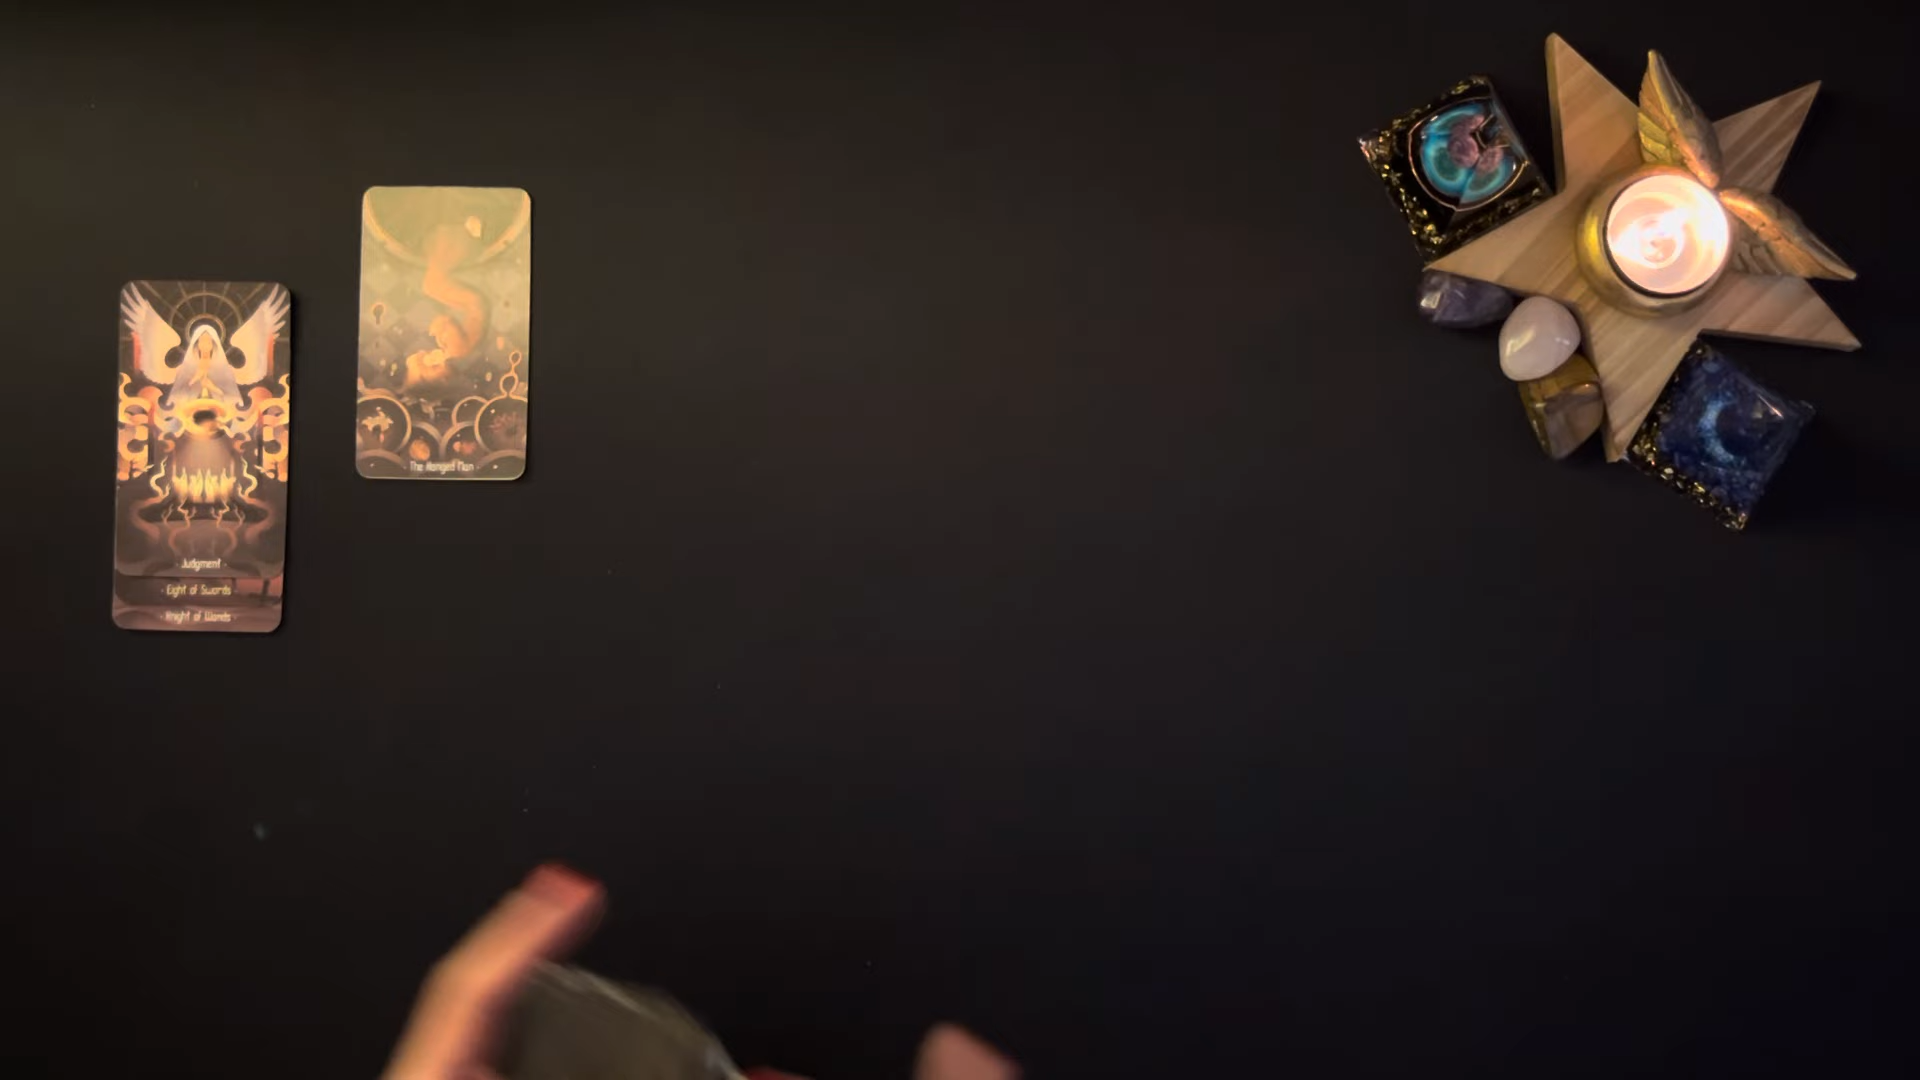 - Judgment -
- Eight of Swords -
- Knight of Wands -
- The Hanged Man -